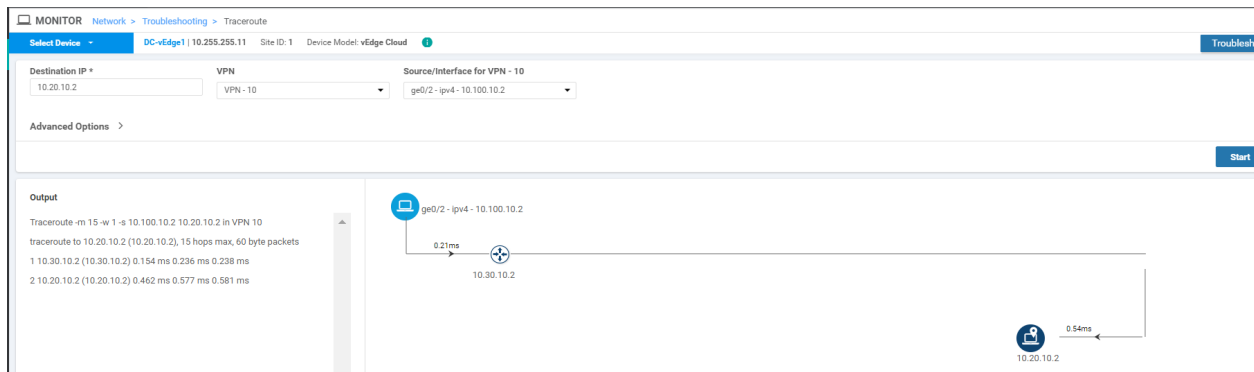 MONITOR Network > Troubleshooting > Traceroute
Select Device DC-vEdge1 | 10.255.255.11 Site ID: 1 Device Model: vEdge Cloud
Troublesh
Destination IP * VPN Source/Interface for VPN - 10
10.20.10.2 VPN - 10 ge0/2 - ipv4 - 10.100.10.2
Advanced Options >
Start
Output
Traceroute -m 15 -w 1 -s 10.100.10.2 10.20.10.2 in VPN 10
traceroute to 10.20.10.2 (10.20.10.2), 15 hops max, 60 byte packets
1 10.30.10.2 (10.30.10.2) 0.154 ms 0.236 ms 0.238 ms
2 10.20.10.2 (10.20.10.2) 0.462 ms 0.577 ms 0.581 ms
ge0/2 - ipv4 - 10.100.10.2
0.21ms
10.30.10.2
0.54ms
10.20.10.2